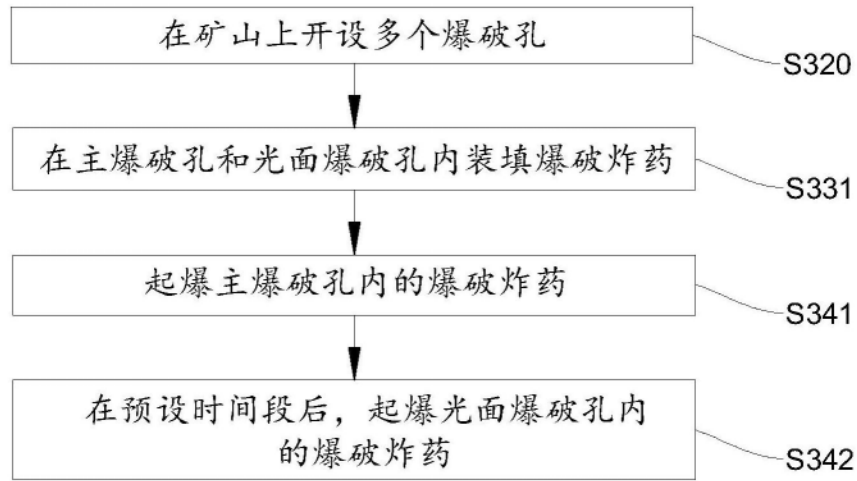 在矿山上开设多个爆破孔
S320
在主爆破孔和光面爆破孔内装填爆破炸药
S331
起爆主爆破孔内的爆破炸药
S341
在预设时间段后，起爆光面爆破孔内
的爆破炸药
S342